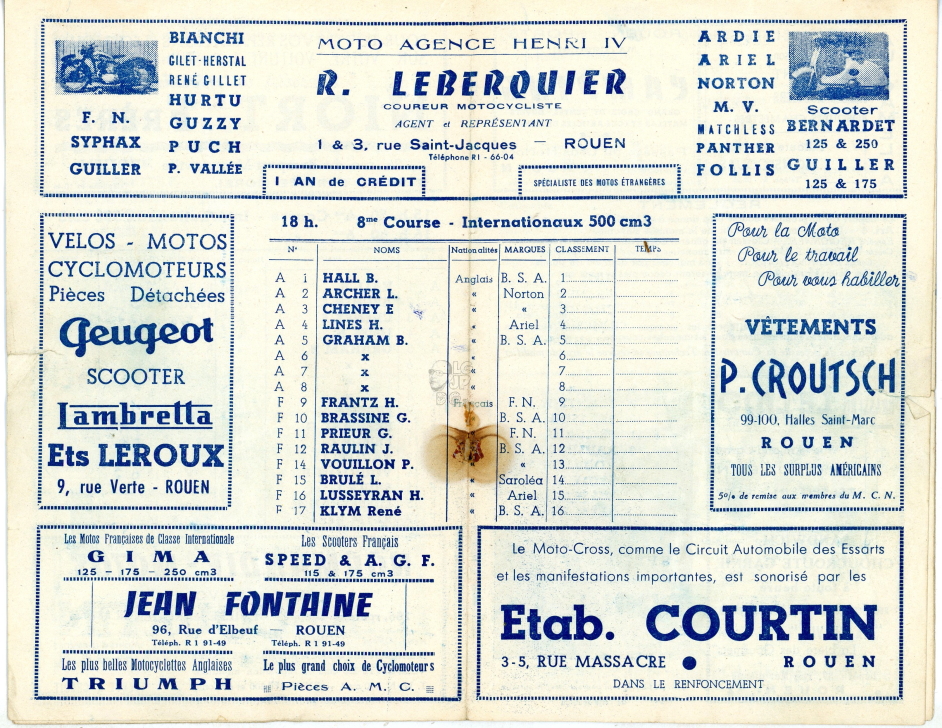 BIANCHI
GILET-HERSTAL
RENÉ GILLET
HURTU
F. N. GUZZY
SYPHAX PUCH
GUILLER P. VALLÉE
MOTO AGENCE HENRI IV
R. LEBERQUIER
COUREUR MOTOCYCLISTE
AGENT et REPRÉSENTANT
1 & 3, rue Saint-Jacques — ROUEN
Téléphone R1 - 66-04
1 AN de CRÉDIT
SPÉCIALISTE DES MOTOS ÉTRANGÈRES
ARDIE
ARIEL
NORTON
M. V.
MATCHLESS
PANTHER
FOLLIS
Scooter
BERNARDET
125 & 250
GUILLER
125 & 175
VELOS - MOTOS
CYCLOMOTEURS
Pièces Détachées
Peugeot
SCOOTER
Lambretta
Ets LEROUX
9, rue Verte - ROUEN
18 h. 8me Course - Internationaux 500 cm3
N° NOMS Nationalités MARQUES CLASSEMENT TEMPS
A 1 HALL B. Anglais B. S. A. 1
A 2 ARCHER L. « Norton 2
A 3 CHENEY E « « 3
A 4 LINES H. « Ariel 4
A 5 GRAHAM B. « B. S. A. 5
A 6 x « 6
A 7 x « 7
A 8 x « 8
F 9 FRANTZ H. Français F. N. 9
F 10 BRASSINE G. « B. S. A. 10
F 11 PRIEUR G. F. N. 11
F 12 RAULIN J. B. S. A. 12
F 14 VOUILLON P. « 13
F 15 BRULÉ L. « Saroléa 14
F 16 LUSSEYRAN H. « Ariel 15
F 17 KLYM René « B. S. A. 16
Pour la Moto
Pour le travail
Pour vous habiller
VÊTEMENTS
P. CROUTSCH
99-100, Halles Saint-Marc
ROUEN
TOUS LES SURPLUS AMÉRICAINS
5% de remise aux membres du M. C. N.
Les Motos Françaises de Classe Internationale
GIMA
125 - 175 - 250 cm3
Les Scooters Français
SPEED & A. G. F.
115 & 175 cm3
JEAN FONTAINE
96, Rue d'Elbeuf — ROUEN
Téléph. R 1 91-49 Téléph. R 1 91-49
Les plus belles Motocyclettes Anglaises
TRIUMPH
Le plus grand choix de Cyclomoteurs
Pièces A. M. C.
Le Moto-Cross, comme le Circuit Automobile des Essarts
et les manifestations importantes, est sonorisé par les
Etab. COURTIN
3-5, RUE MASSACRE ● ROUEN
DANS LE RENFONCEMENT